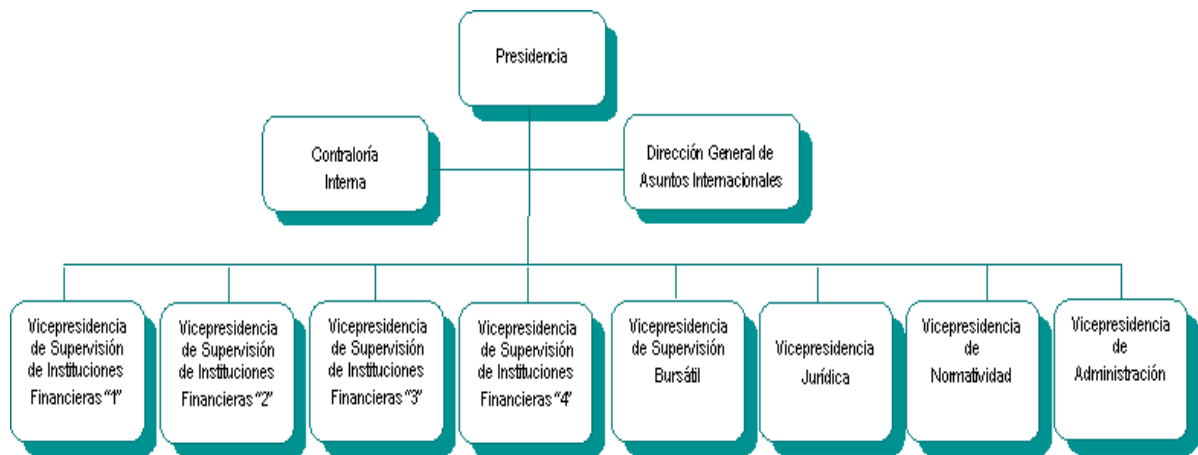 Presidencia
Contraloría
Interna
Dirección General de
Asuntos Internacionales
Vicepresidencia
de Supervisión
de Instituciones
Financieras “1”
Vicepresidencia
de Supervisión
de Instituciones
Financieras “2”
Vicepresidencia
de Supervisión
de Instituciones
Financieras “3”
Vicepresidencia
de Supervisión
de Instituciones
Financieras “4”
Vicepresidencia
de Supervisión
Bursátil
Vicepresidencia
Jurídica
Vicepresidencia
de
Normatividad
Vicepresidencia
de
Administración